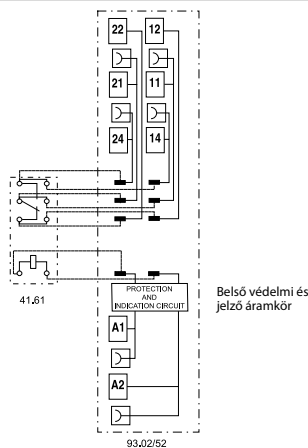 22 12
21 11
24 14
41.61
PROTECTION
AND
INDICATION CIRCUIT
Belső védelmi és
jelző áramkör
A1
A2
93.02/52